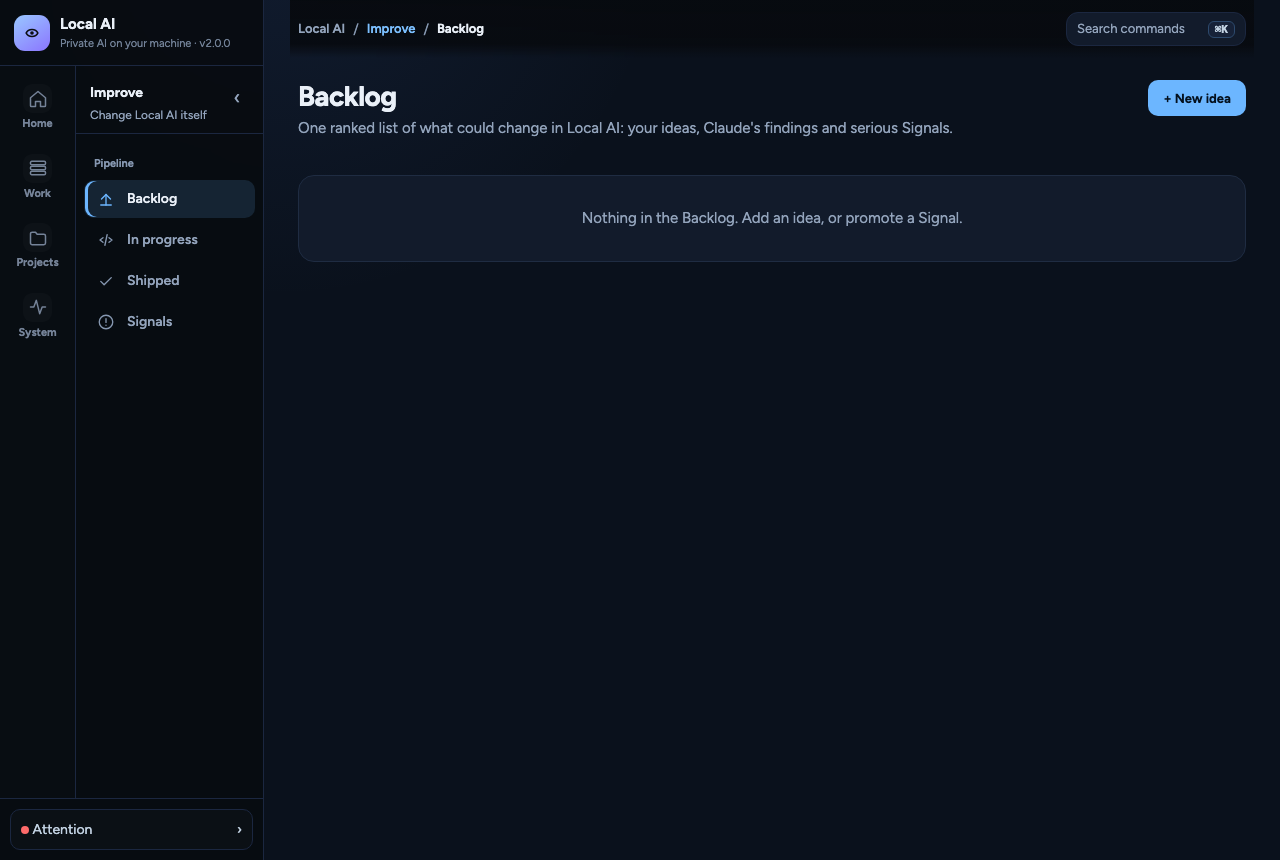 Local AI
Private AI on your machine · v2.0.0
Home
Work
Projects
System
Improve
Change Local AI itself
‹
Pipeline
Backlog
In progress
Shipped
Signals
Attention ›
Local AI / Improve / Backlog
Search commands ⌘K
Backlog
+ New idea
One ranked list of what could change in Local AI: your ideas, Claude's findings and serious Signals.
Nothing in the Backlog. Add an idea, or promote a Signal.